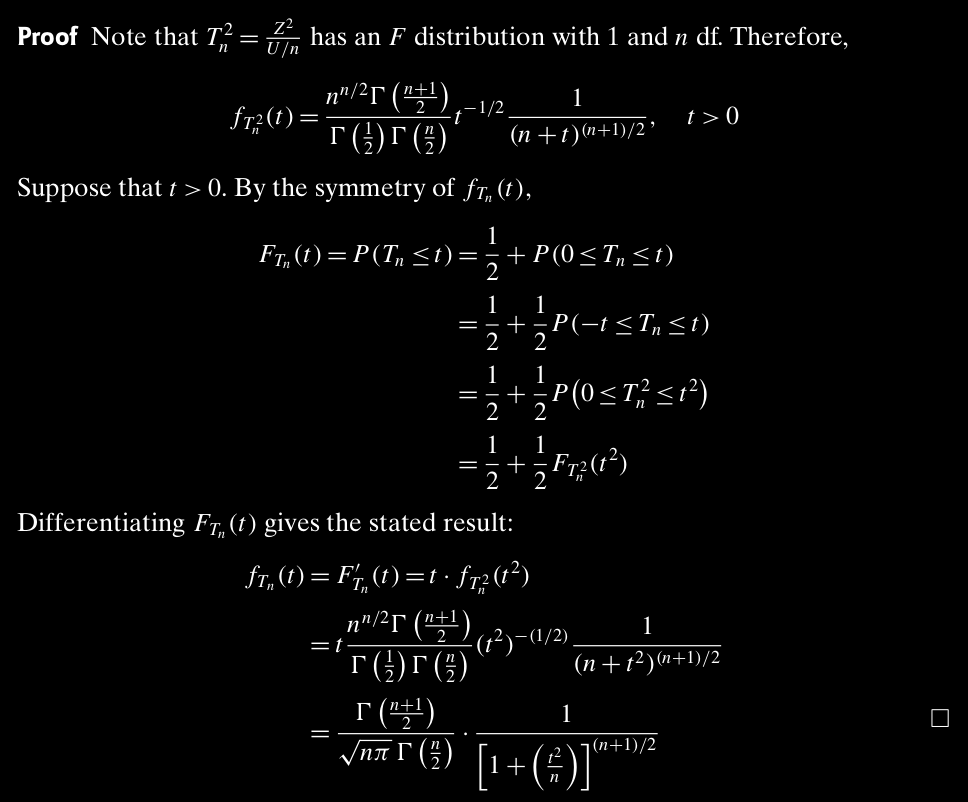 Proof Note that $T_n^2 = \frac{Z^2}{U/n}$ has an $F$ distribution with 1 and $n$ df. Therefore,
$f_{T_n^2}(t) = \frac{n^{n/2}\Gamma\left(\frac{n+1}{2}\right)}{\Gamma\left(\frac{1}{2}\right)\Gamma\left(\frac{n}{2}\right)} t^{-1/2} \frac{1}{(n+t)^{(n+1)/2}}, \quad t > 0$
Suppose that $t > 0$. By the symmetry of $f_{T_n}(t)$,
$F_{T_n}(t) = P(T_n \leq t) = \frac{1}{2} + P(0 \leq T_n \leq t)$
$= \frac{1}{2} + \frac{1}{2} P(-t \leq T_n \leq t)$
$= \frac{1}{2} + \frac{1}{2} P\left(0 \leq T_n^2 \leq t^2\right)$
$= \frac{1}{2} + \frac{1}{2} F_{T_n^2}(t^2)$
Differentiating $F_{T_n}(t)$ gives the stated result:
$f_{T_n}(t) = F'_{T_n}(t) = t \cdot f_{T_n^2}(t^2)$
$= t \frac{n^{n/2}\Gamma\left(\frac{n+1}{2}\right)}{\Gamma\left(\frac{1}{2}\right)\Gamma\left(\frac{n}{2}\right)} (t^2)^{-(1/2)} \frac{1}{(n+t^2)^{(n+1)/2}}$
$= \frac{\Gamma\left(\frac{n+1}{2}\right)}{\sqrt{n\pi}\,\Gamma\left(\frac{n}{2}\right)} \cdot \frac{1}{\left[1+\left(\frac{t^2}{n}\right)\right]^{(n+1)/2}}$ □